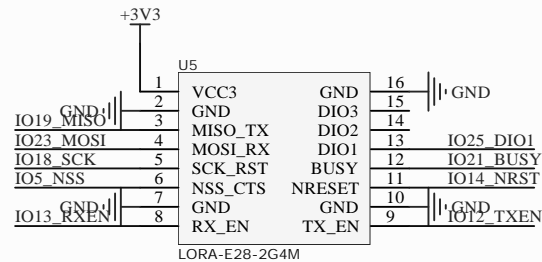 +3V3
U5
1 VCC3 GND 16 GND
GND 2 GND DIO3 15
IO19_MISO 3 MISO_TX DIO2 14
IO23_MOSI 4 MOSI_RX DIO1 13 IO25_DIO1
IO18_SCK 5 SCK_RST BUSY 12 IO21_BUSY
IO5_NSS 6 NSS_CTS NRESET 11 IO14_NRST
GND 7 GND GND 10 GND
IO13_RXEN 8 RX_EN TX_EN 9 IO12_TXEN
LORA-E28-2G4M